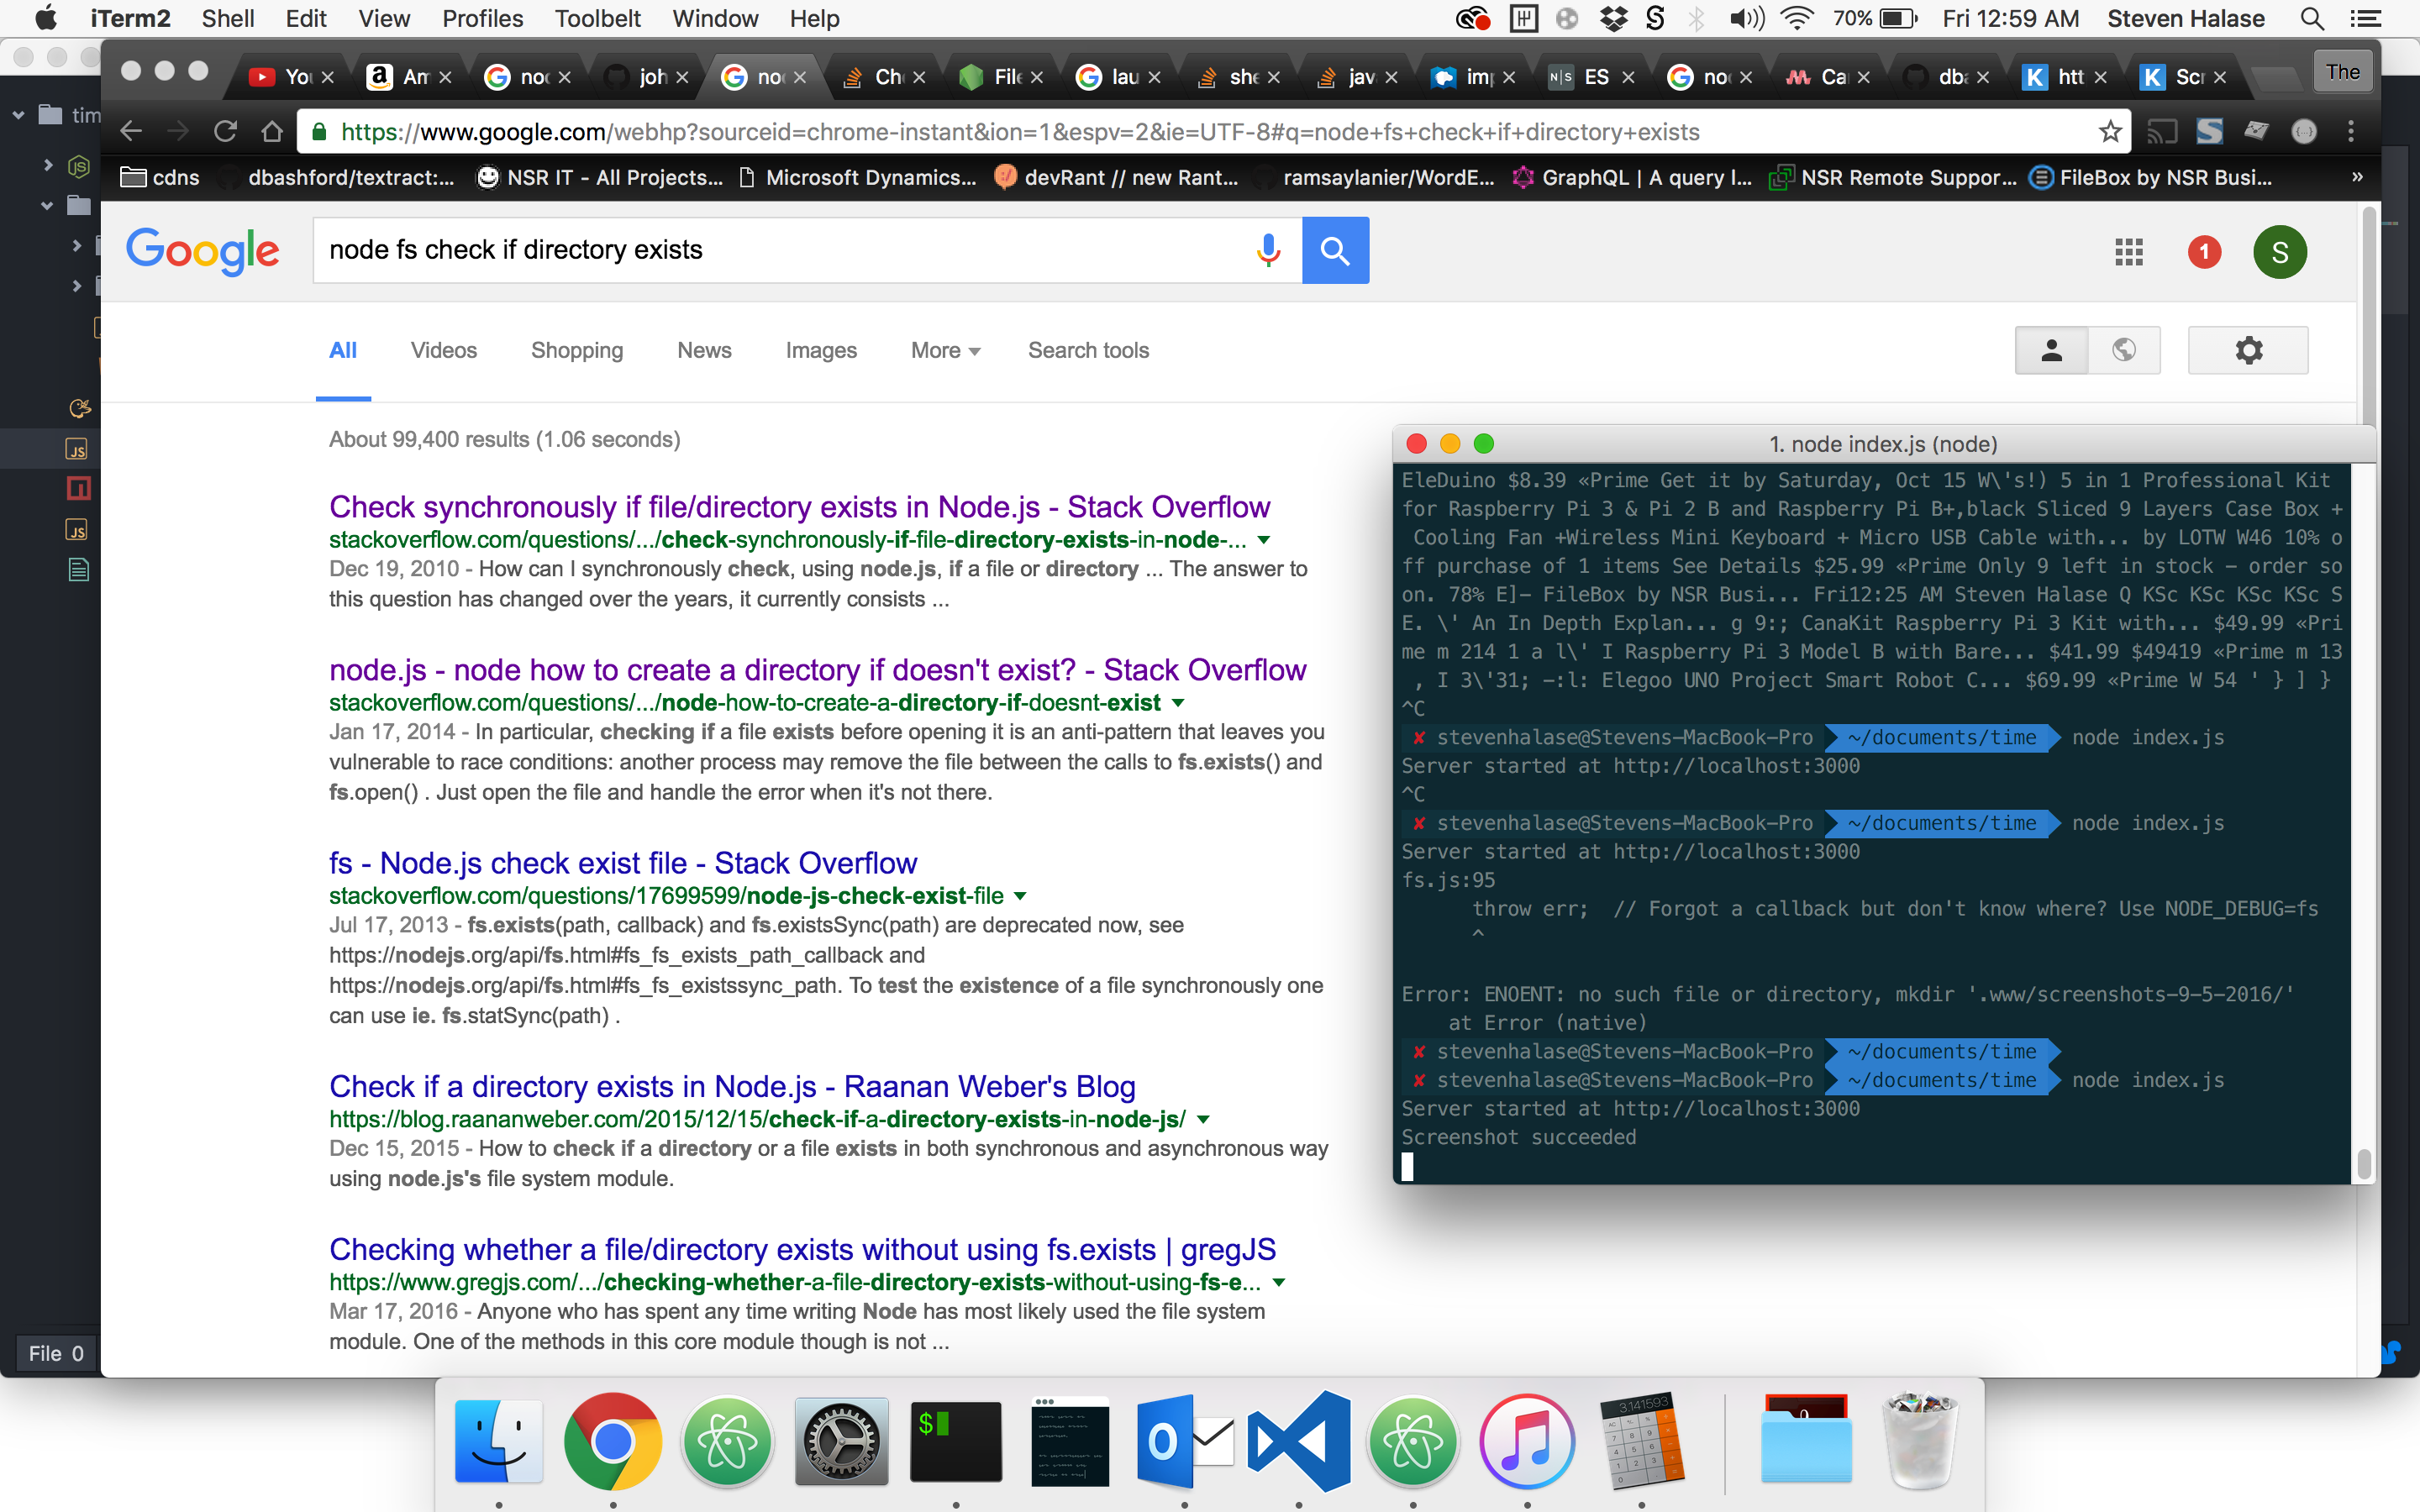 iTerm2 Shell Edit View Profiles Toolbelt Window Help 70% Fri 12:59 AM Steven Halase
You Am noc joh noc Ch File lau she jav imp ES noc Ca dba htt Scr The
https://www.google.com/webhp?sourceid=chrome-instant&ion=1&espv=2&ie=UTF-8#q=node+fs+check+if+directory+exists
cdns dbashford/textract:... NSR IT - All Projects... Microsoft Dynamics... devRant // new Rant... ramsaylanier/WordE... GraphQL | A query l... NSR Remote Suppor... FileBox by NSR Busi... »
tim
Google node fs check if directory exists 1 S
All Videos Shopping News Images More Search tools
About 99,400 results (1.06 seconds)
Check synchronously if file/directory exists in Node.js - Stack Overflow
stackoverflow.com/questions/.../check-synchronously-if-file-directory-exists-in-node-...
Dec 19, 2010 - How can I synchronously check, using node.js, if a file or directory ... The answer to
this question has changed over the years, it currently consists ...
node.js - node how to create a directory if doesn't exist? - Stack Overflow
stackoverflow.com/questions/.../node-how-to-create-a-directory-if-doesnt-exist
Jan 17, 2014 - In particular, checking if a file exists before opening it is an anti-pattern that leaves you
vulnerable to race conditions: another process may remove the file between the calls to fs.exists() and
fs.open() . Just open the file and handle the error when it's not there.
fs - Node.js check exist file - Stack Overflow
stackoverflow.com/questions/17699599/node-js-check-exist-file
Jul 17, 2013 - fs.exists(path, callback) and fs.existsSync(path) are deprecated now, see
https://nodejs.org/api/fs.html#fs_fs_exists_path_callback and
https://nodejs.org/api/fs.html#fs_fs_existssync_path. To test the existence of a file synchronously one
can use ie. fs.statSync(path) .
Check if a directory exists in Node.js - Raanan Weber's Blog
https://blog.raananweber.com/2015/12/15/check-if-a-directory-exists-in-node-js/
Dec 15, 2015 - How to check if a directory or a file exists in both synchronous and asynchronous way
using node.js's file system module.
Checking whether a file/directory exists without using fs.exists | gregJS
https://www.gregjs.com/.../checking-whether-a-file-directory-exists-without-using-fs-e...
Mar 17, 2016 - Anyone who has spent any time writing Node has most likely used the file system
module. One of the methods in this core module though is not ...
1. node index.js (node)
EleDuino $8.39 «Prime Get it by Saturday, Oct 15 W\'s!) 5 in 1 Professional Kit
for Raspberry Pi 3 & Pi 2 B and Raspberry Pi B+,black Sliced 9 Layers Case Box +
Cooling Fan +Wireless Mini Keyboard + Micro USB Cable with... by LOTW W46 10% o
ff purchase of 1 items See Details $25.99 «Prime Only 9 left in stock – order so
on. 78% E]— FileBox by NSR Busi... Fri12:25 AM Steven Halase Q KSc KSc KSc KSc S
E. \' An In Depth Explan... g 9:; CanaKit Raspberry Pi 3 Kit with... $49.99 «Pri
me m 214 1 a l\' I Raspberry Pi 3 Model B with Bare... $41.99 $49419 «Prime m 13
, I 3\'31; —:l: Elegoo UNO Project Smart Robot C... $69.99 «Prime W 54 ' } ] }
^C
✘ stevenhalase@Stevens-MacBook-Pro ~/documents/time node index.js
Server started at http://localhost:3000
^C
✘ stevenhalase@Stevens-MacBook-Pro ~/documents/time node index.js
Server started at http://localhost:3000
fs.js:95
throw err;  // Forgot a callback but don't know where? Use NODE_DEBUG=fs
^
Error: ENOENT: no such file or directory, mkdir '.www/screenshots-9-5-2016/'
at Error (native)
✘ stevenhalase@Stevens-MacBook-Pro ~/documents/time
✘ stevenhalase@Stevens-MacBook-Pro ~/documents/time node index.js
Server started at http://localhost:3000
Screenshot succeeded
File 0
3.141593